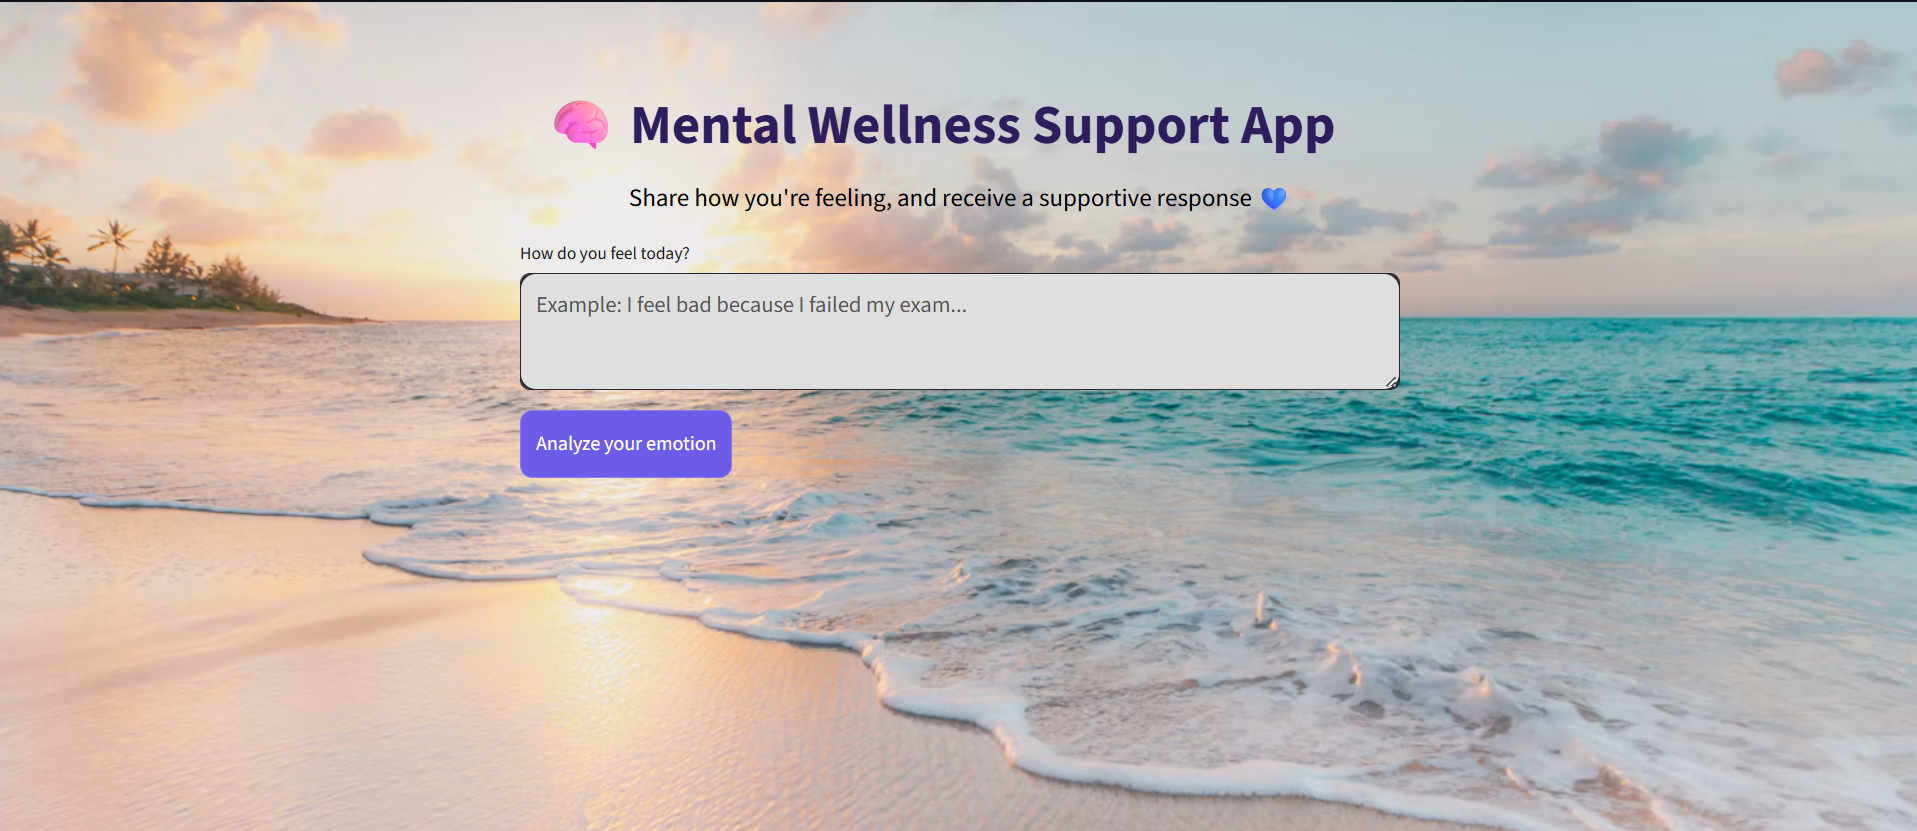 🧠 Mental Wellness Support App
Share how you're feeling, and receive a supportive response 💙
How do you feel today?
Example: I feel bad because I failed my exam...
Analyze your emotion